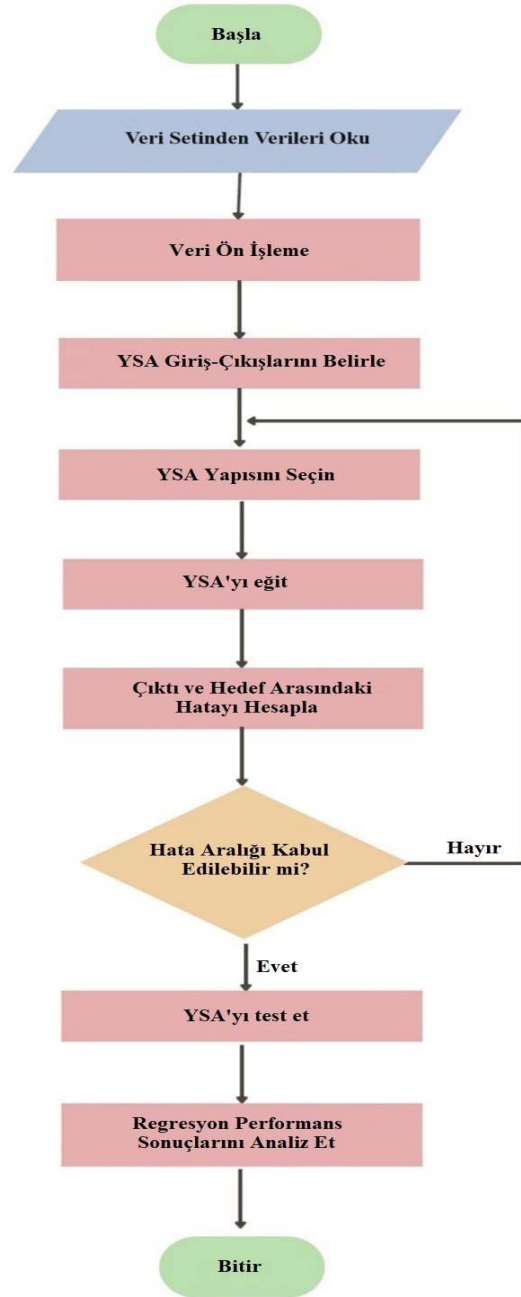 Başla
Veri Setinden Verileri Oku
Veri Ön İşleme
YSA Giriş-Çıkışlarını Belirle
YSA Yapısını Seçin
YSA'yı eğit
Çıktı ve Hedef Arasındaki
Hatayı Hesapla
Hata Aralığı Kabul
Edilebilir mi?
Hayır
Evet
YSA'yı test et
Regresyon Performans
Sonuçlarını Analiz Et
Bitir